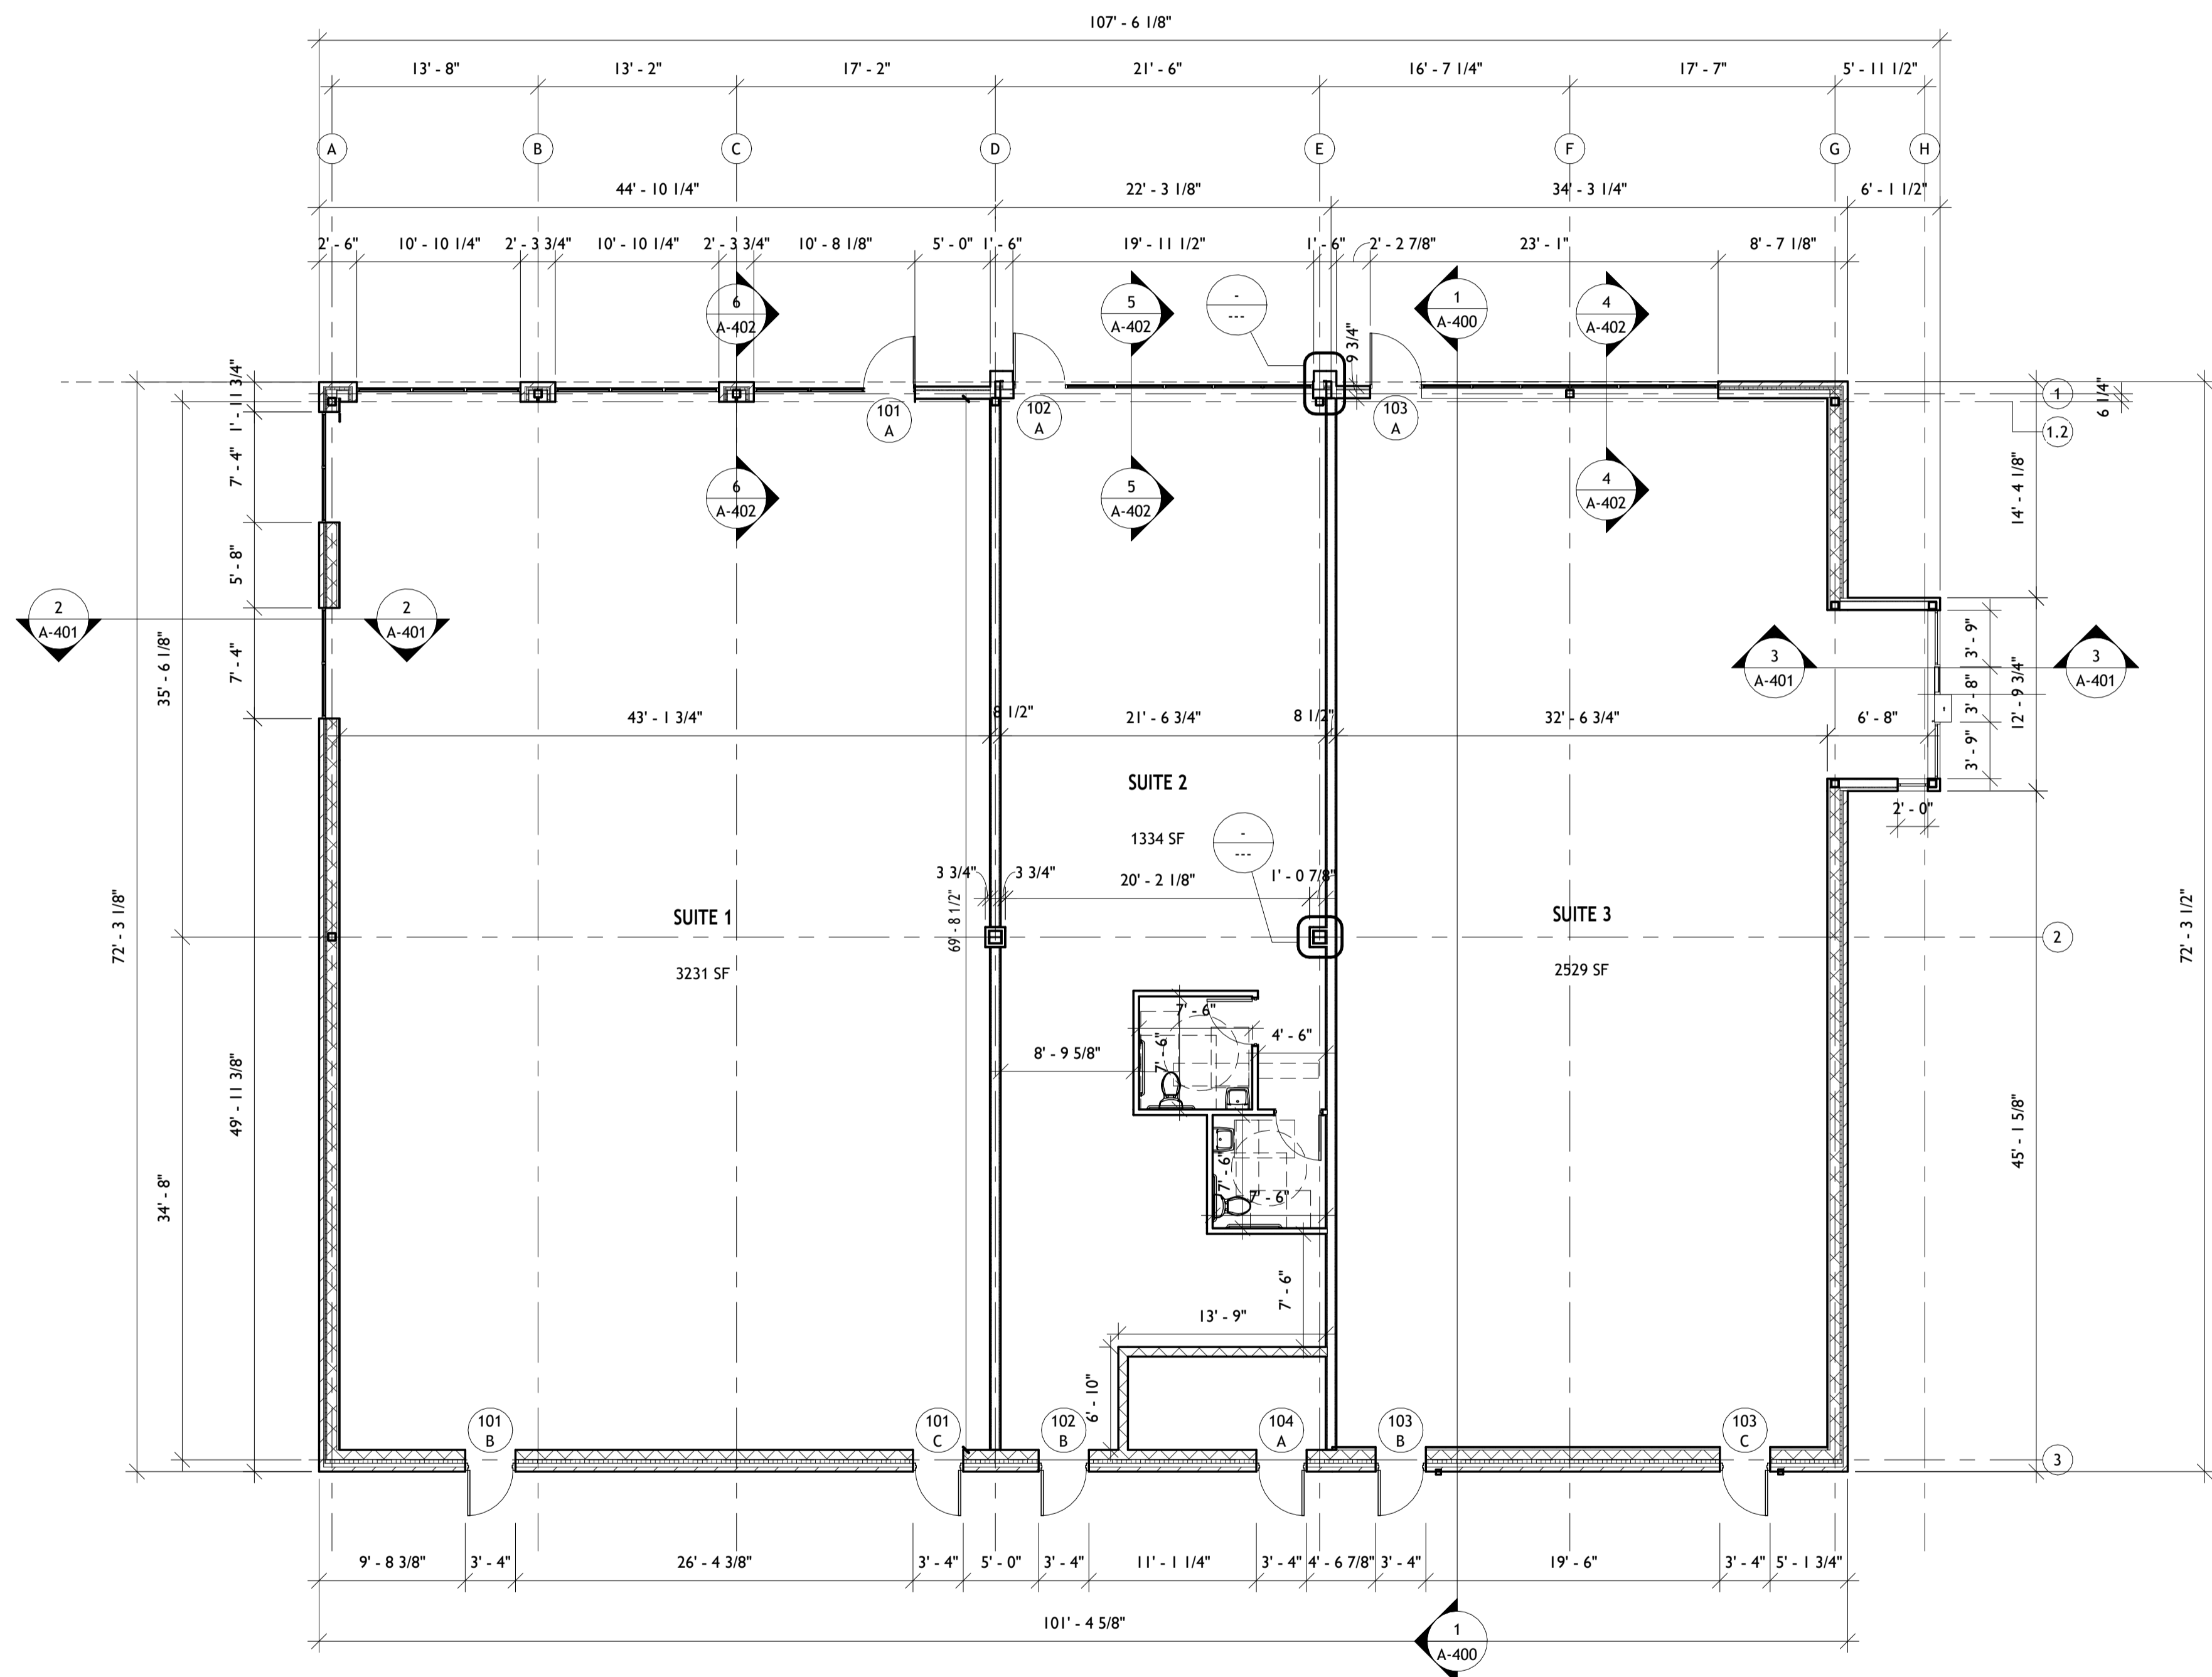 107' - 6 1/8"
13' - 8"
13' - 2"
17' - 2"
21' - 6"
16' - 7 1/4"
17' - 7"
5' - 11 1/2"
A
B
C
D
E
F
G
H
44' - 10 1/4"
22' - 3 1/8"
34' - 3 1/4"
6' - 1 1/2"
2' - 6"
10' - 10 1/4"
2' - 3 3/4"
10' - 10 1/4"
2' - 3 3/4"
10' - 8 1/8"
5' - 0"
1' - 6"
19' - 11 1/2"
1' - 6"
2' - 2 7/8"
23' - 1"
8' - 7 1/8"
6
A-402
5
A-402
-
---
1
A-400
4
A-402
9 3/4"
1' - 11 3/4"
101
A
102
A
103
A
1
6 1/4"
1.2
7' - 4"
6
A-402
5
A-402
4
A-402
14' - 4 1/8"
5' - 8"
2
A-401
2
A-401
35' - 6 1/8"
7' - 4"
3
A-401
3
A-401
3' - 9"
3' - 8"
12' - 9 3/4"
3' - 9"
43' - 1 3/4"
8 1/2"
21' - 6 3/4"
8 1/2"
32' - 6 3/4"
6' - 8"
SUITE 2
1334 SF
-
---
2' - 0"
3 3/4"
3 3/4"
20' - 2 1/8"
1' - 0 7/8"
72' - 3 1/8"
SUITE 1
3231 SF
69' - 8 1/2"
SUITE 3
2529 SF
2
72' - 3 1/2"
7' - 6"
7' - 6"
4' - 6"
8' - 9 5/8"
49' - 11 3/8"
45' - 1 5/8"
34' - 8"
7' - 6"
7' - 6"
7' - 6"
13' - 9"
6' - 10"
101
B
101
C
102
B
104
A
103
B
103
C
3
9' - 8 3/8"
3' - 4"
26' - 4 3/8"
3' - 4"
5' - 0"
3' - 4"
11' - 1 1/4"
3' - 4"
4' - 6 7/8"
3' - 4"
19' - 6"
3' - 4"
5' - 1 3/4"
101' - 4 5/8"
1
A-400